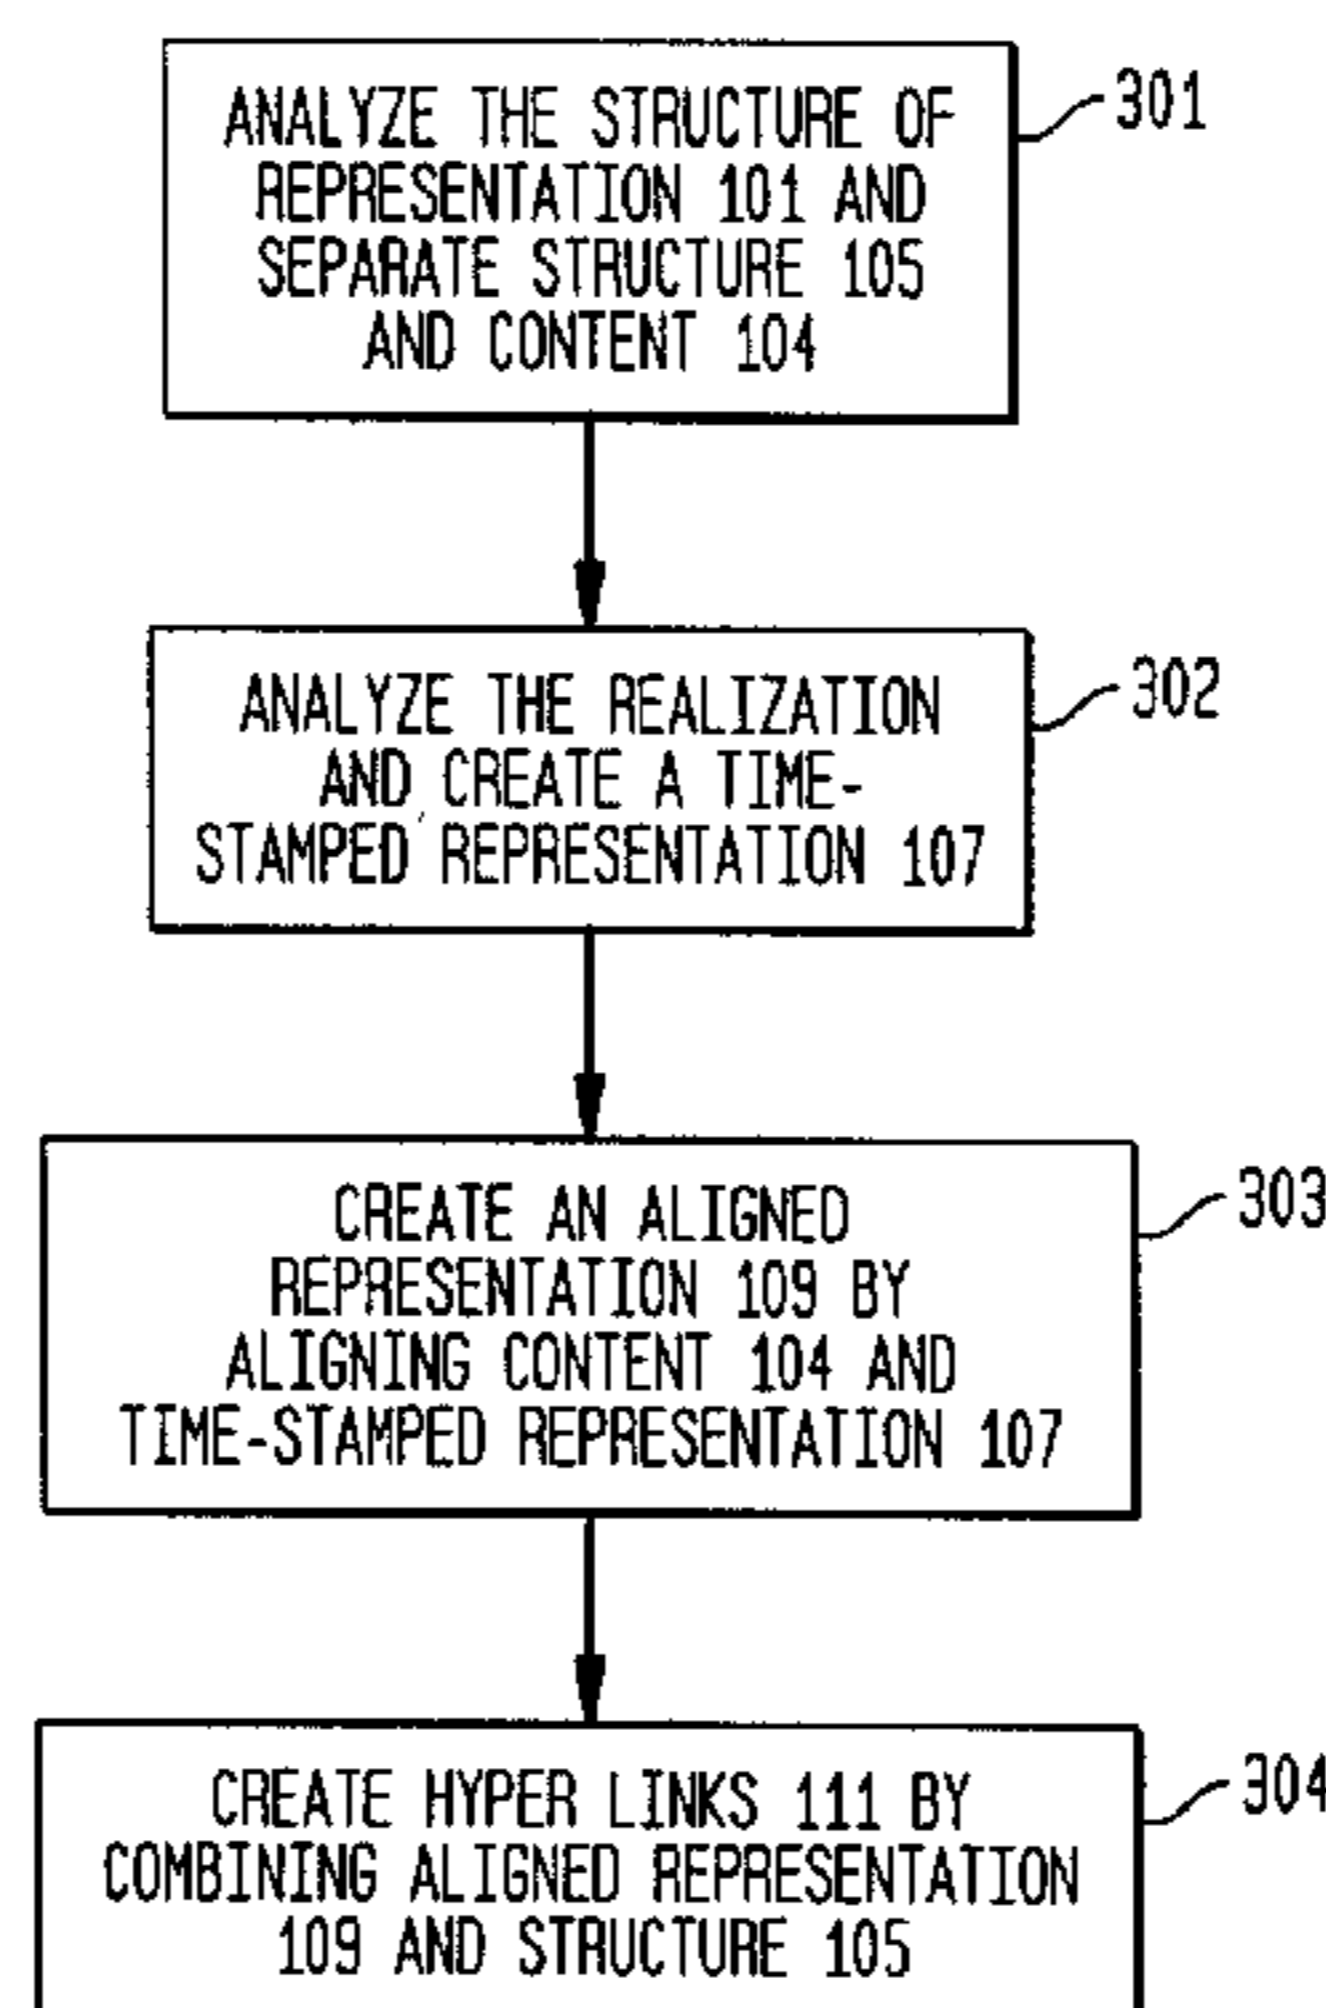 ANALYZE THE STRUCTURE OF
REPRESENTATION 101 AND
SEPARATE STRUCTURE 105
AND CONTENT 104
301
ANALYZE THE REALIZATION
AND CREATE A TIME-
STAMPED REPRESENTATION 107
302
CREATE AN ALIGNED
REPRESENTATION 109 BY
ALIGNING CONTENT 104 AND
TIME-STAMPED REPRESENTATION 107
303
CREATE HYPER LINKS 111 BY
COMBINING ALIGNED REPRESENTATION
109 AND STRUCTURE 105
304